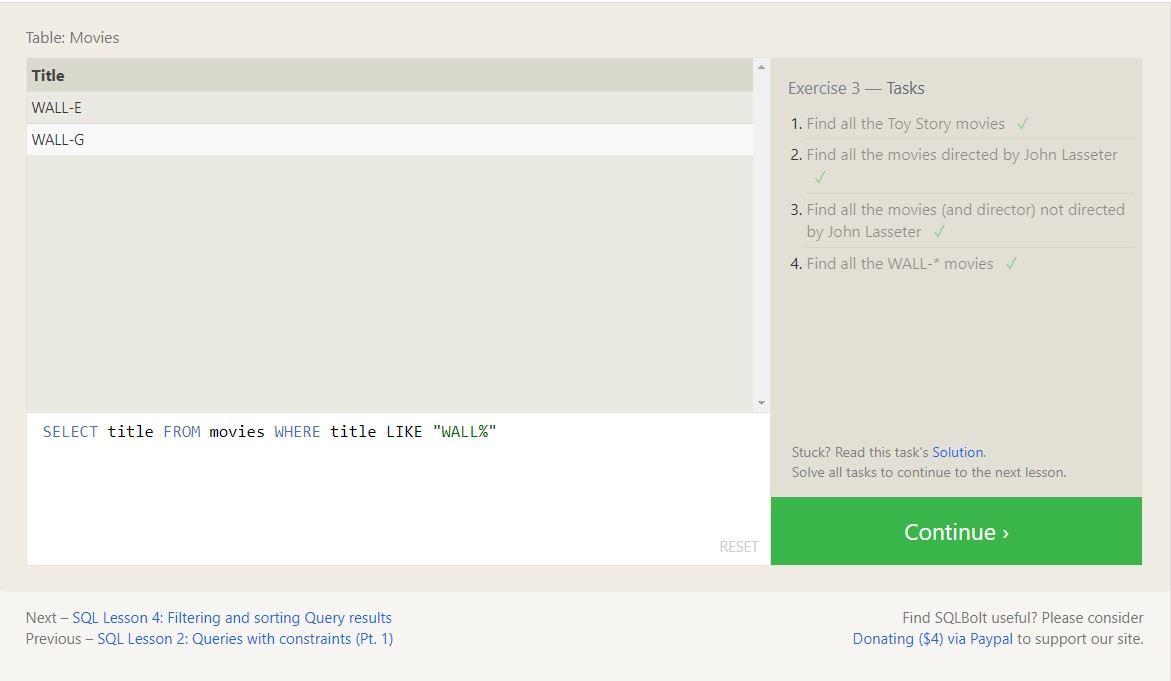 Table: Movies
Title
WALL-E
WALL-G
SELECT title FROM movies WHERE title LIKE "WALL%"
RESET
Exercise 3 — Tasks
1. Find all the Toy Story movies ✓
2. Find all the movies directed by John Lasseter
✓
3. Find all the movies (and director) not directed
by John Lasseter ✓
4. Find all the WALL-* movies ✓
Stuck? Read this task's Solution.
Solve all tasks to continue to the next lesson.
Continue ›
Next – SQL Lesson 4: Filtering and sorting Query results
Previous – SQL Lesson 2: Queries with constraints (Pt. 1)
Find SQLBolt useful? Please consider
Donating ($4) via Paypal to support our site.